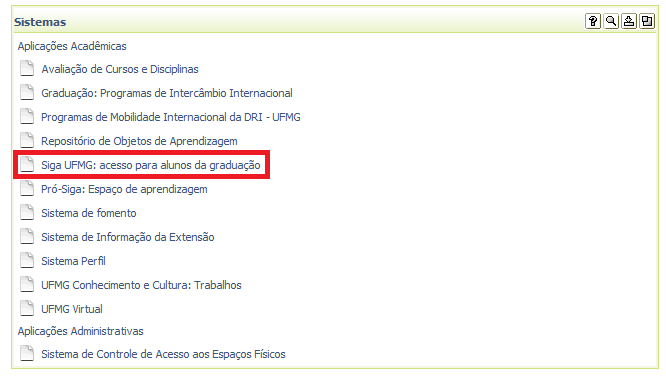 Sistemas
Aplicações Acadêmicas
Avaliação de Cursos e Disciplinas
Graduação: Programas de Intercâmbio Internacional
Programas de Mobilidade Internacional da DRI - UFMG
Repositório de Objetos de Aprendizagem
Siga UFMG: acesso para alunos da graduação
Pró-Siga: Espaço de aprendizagem
Sistema de fomento
Sistema de Informação da Extensão
Sistema Perfil
UFMG Conhecimento e Cultura: Trabalhos
UFMG Virtual
Aplicações Administrativas
Sistema de Controle de Acesso aos Espaços Físicos